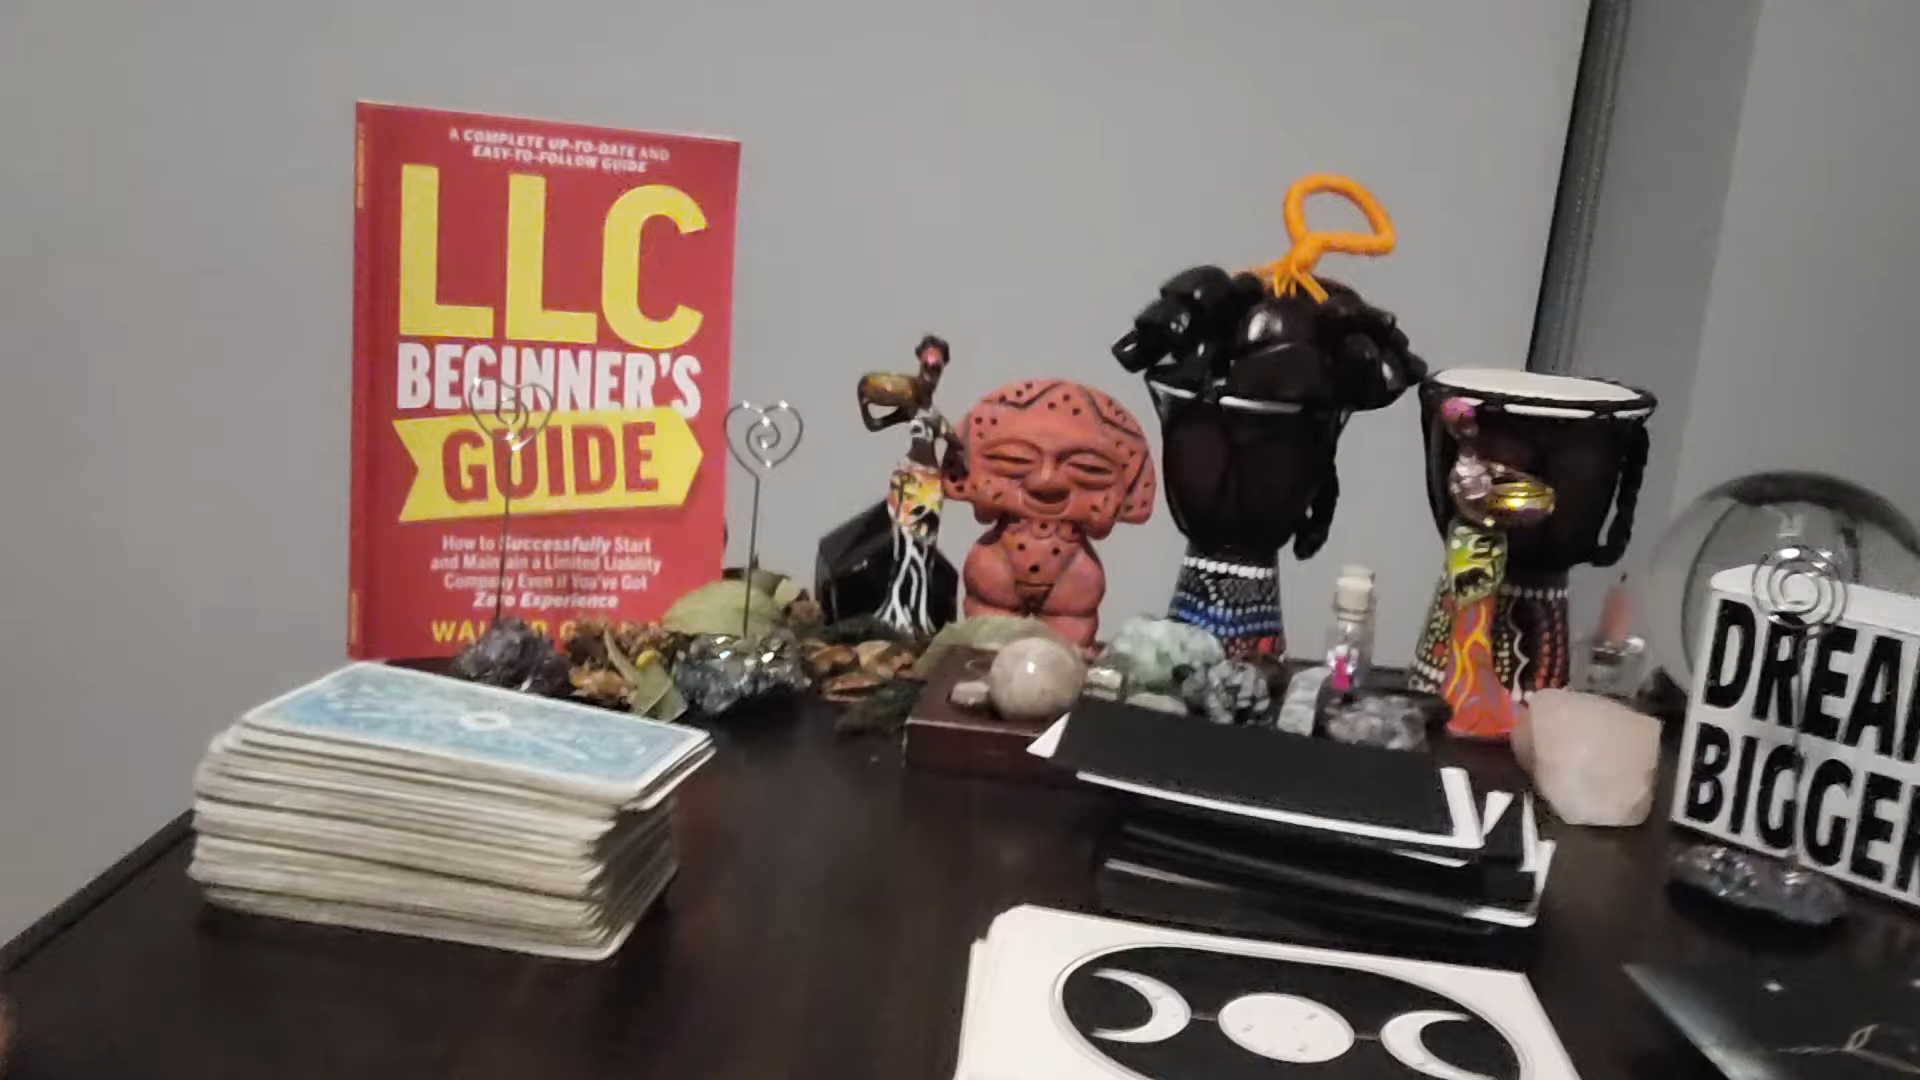 A COMPLETE UP-TO-DATE AND
EASY-TO-FOLLOW GUIDE
LLC
BEGINNER'S
GUIDE
How to Successfully Start
and Maintain a Limited Liability
Company Even if You've Got
Zero Experience
DREA
BIGGE